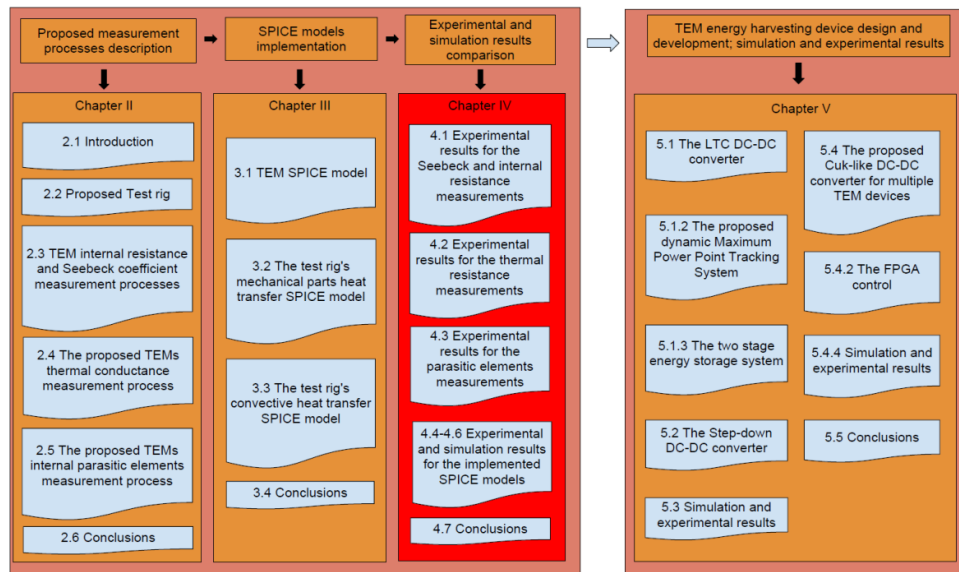 Proposed measurement
processes description
SPICE models
implementation
Experimental and
simulation results
comparison
TEM energy harvesting device design and
development; simulation and experimental results
Chapter II
2.1 Introduction
2.2 Proposed Test rig
2.3 TEM internal resistance
and Seebeck coefficient
measurement processes
2.4 The proposed TEMs
thermal conductance
measurement process
2.5 The proposed TEMs
internal parasitic elements
measurement process
2.6 Conclusions
Chapter III
3.1 TEM SPICE model
3.2 The test rig's
mechanical parts heat
transfer SPICE model
3.3 The test rig's
convective heat transfer
SPICE model
3.4 Conclusions
Chapter IV
4.1 Experimental
results for the
Seebeck and internal
resistance
measurements
4.2 Experimental
results for the thermal
resistance
measurements
4.3 Experimental
results for the
parasitic elements
measurements
4.4-4.6 Experimental
and simulation results
for the implemented
SPICE models
4.7 Conclusions
Chapter V
5.1 The LTC DC-DC
converter
5.1.2 The proposed
dynamic Maximum
Power Point Tracking
System
5.1.3 The two stage
energy storage system
5.2 The Step-down
DC-DC converter
5.3 Simulation and
experimental results
5.4 The proposed
Cuk-like DC-DC
converter for multiple
TEM devices
5.4.2 The FPGA
control
5.4.4 Simulation and
experimental results
5.5 Conclusions